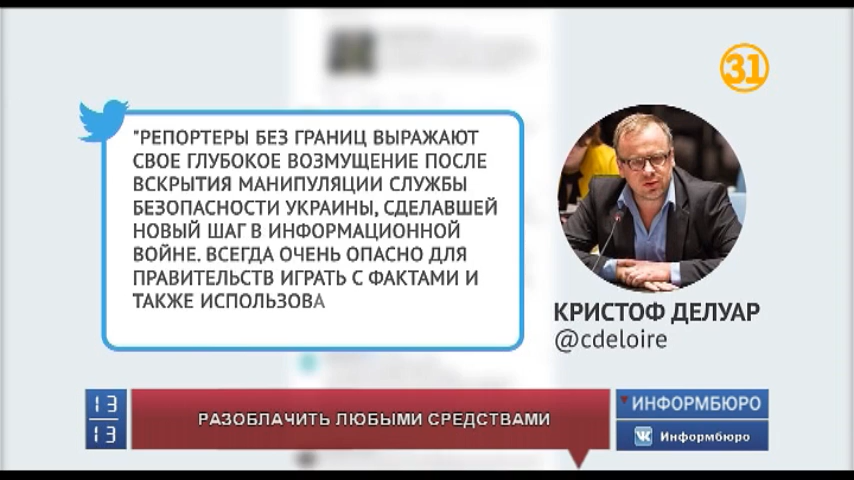 31
"РЕПОРТЕРЫ БЕЗ ГРАНИЦ ВЫРАЖАЮТ
СВОЕ ГЛУБОКОЕ ВОЗМУЩЕНИЕ ПОСЛЕ
ВСКРЫТИЯ МАНИПУЛЯЦИИ СЛУЖБЫ
БЕЗОПАСНОСТИ УКРАИНЫ, СДЕЛАВШЕЙ
НОВЫЙ ШАГ В ИНФОРМАЦИОННОЙ
ВОЙНЕ. ВСЕГДА ОЧЕНЬ ОПАСНО ДЛЯ
ПРАВИТЕЛЬСТВ ИГРАТЬ С ФАКТАМИ И
ТАКЖЕ ИСПОЛЬЗОВА
КРИСТОФ ДЕЛУАР
@cdeloire
13
13
РАЗОБЛАЧИТЬ ЛЮБЫМИ СРЕДСТВАМИ
ИНФОРМБЮРО
Информбюро